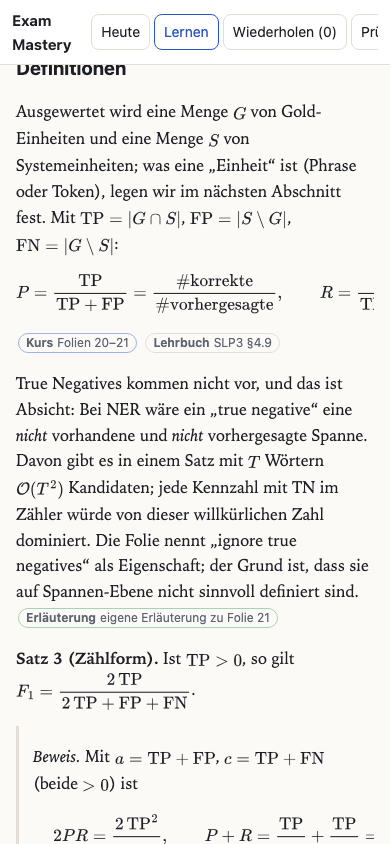 Exam Mastery
Heute
Lernen
Wiederholen (0)
Definitionen
Ausgewertet wird eine Menge G von Gold-
Einheiten und eine Menge S von
Systemeinheiten; was eine „Einheit“ ist (Phrase
oder Token), legen wir im nächsten Abschnitt
fest. Mit TP = |G ∩ S|, FP = |S \ G|,
FN = |G \ S|:
P = TP / (TP + FP) = #korrekte / #vorhergesagte, R =
Kurs Folien 20–21 Lehrbuch SLP3 §4.9
True Negatives kommen nicht vor, und das ist
Absicht: Bei NER wäre ein „true negative“ eine
nicht vorhandene und nicht vorhergesagte Spanne.
Davon gibt es in einem Satz mit T Wörtern
O(T²) Kandidaten; jede Kennzahl mit TN im
Zähler würde von dieser willkürlichen Zahl
dominiert. Die Folie nennt „ignore true
negatives“ als Eigenschaft; der Grund ist, dass sie
auf Spannen-Ebene nicht sinnvoll definiert sind.
Erläuterung eigene Erläuterung zu Folie 21
Satz 3 (Zählform). Ist TP > 0, so gilt
F₁ = 2 TP / (2 TP + FP + FN).
Beweis. Mit a = TP + FP, c = TP + FN
(beide > 0) ist
2PR = 2 TP², P + R = TP + TP =